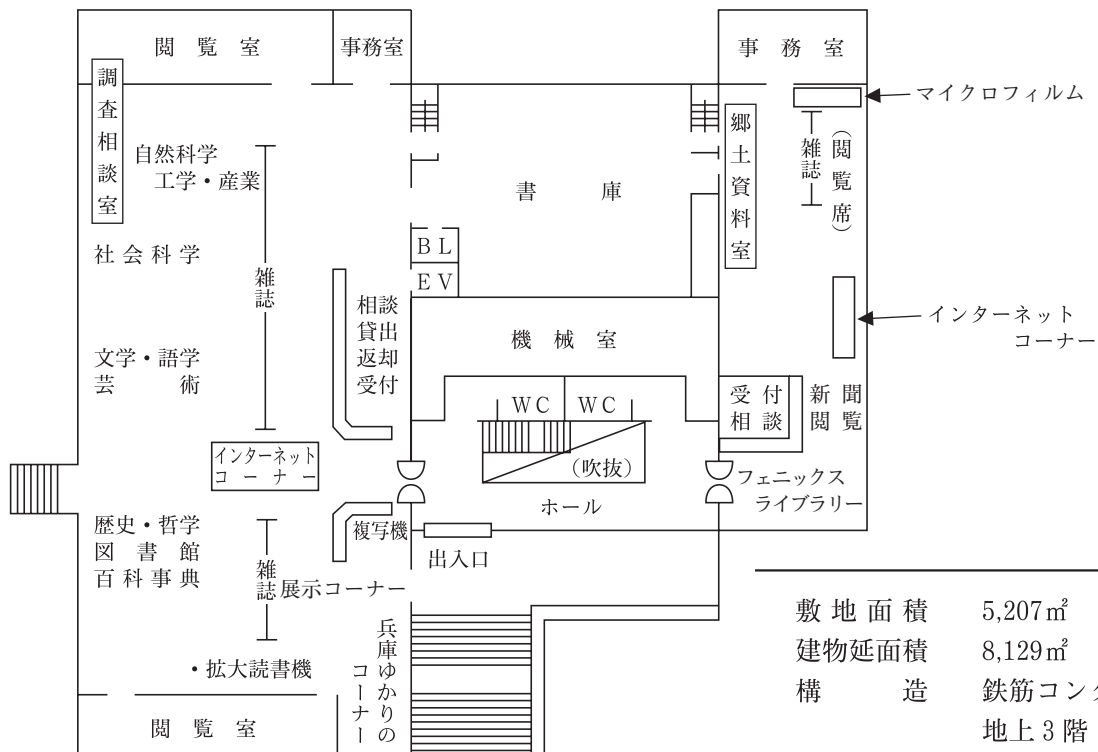 閲覧室
事務室
事務室
調査相談室
自然科学
工学・産業
社会科学
雑誌
文学・語学
芸術
インターネット
コーナー
歴史・哲学
図書館
百科事典
雑誌
・拡大読書機
閲覧室
相談
貸出
返却
受付
複写機
展示コーナー
兵庫ゆかりの
コーナー
書庫
BL
EV
機械室
WC
WC
(吹抜)
ホール
出入口
郷土資料室
マイクロフィルム
雑誌
(閲覧席)
インターネット
コーナー
受付
相談
新聞
閲覧
フェニックス
ライブラリー
敷地面積 5,207㎡
建物延面積 8,129㎡
構造 鉄筋コン
地上3階